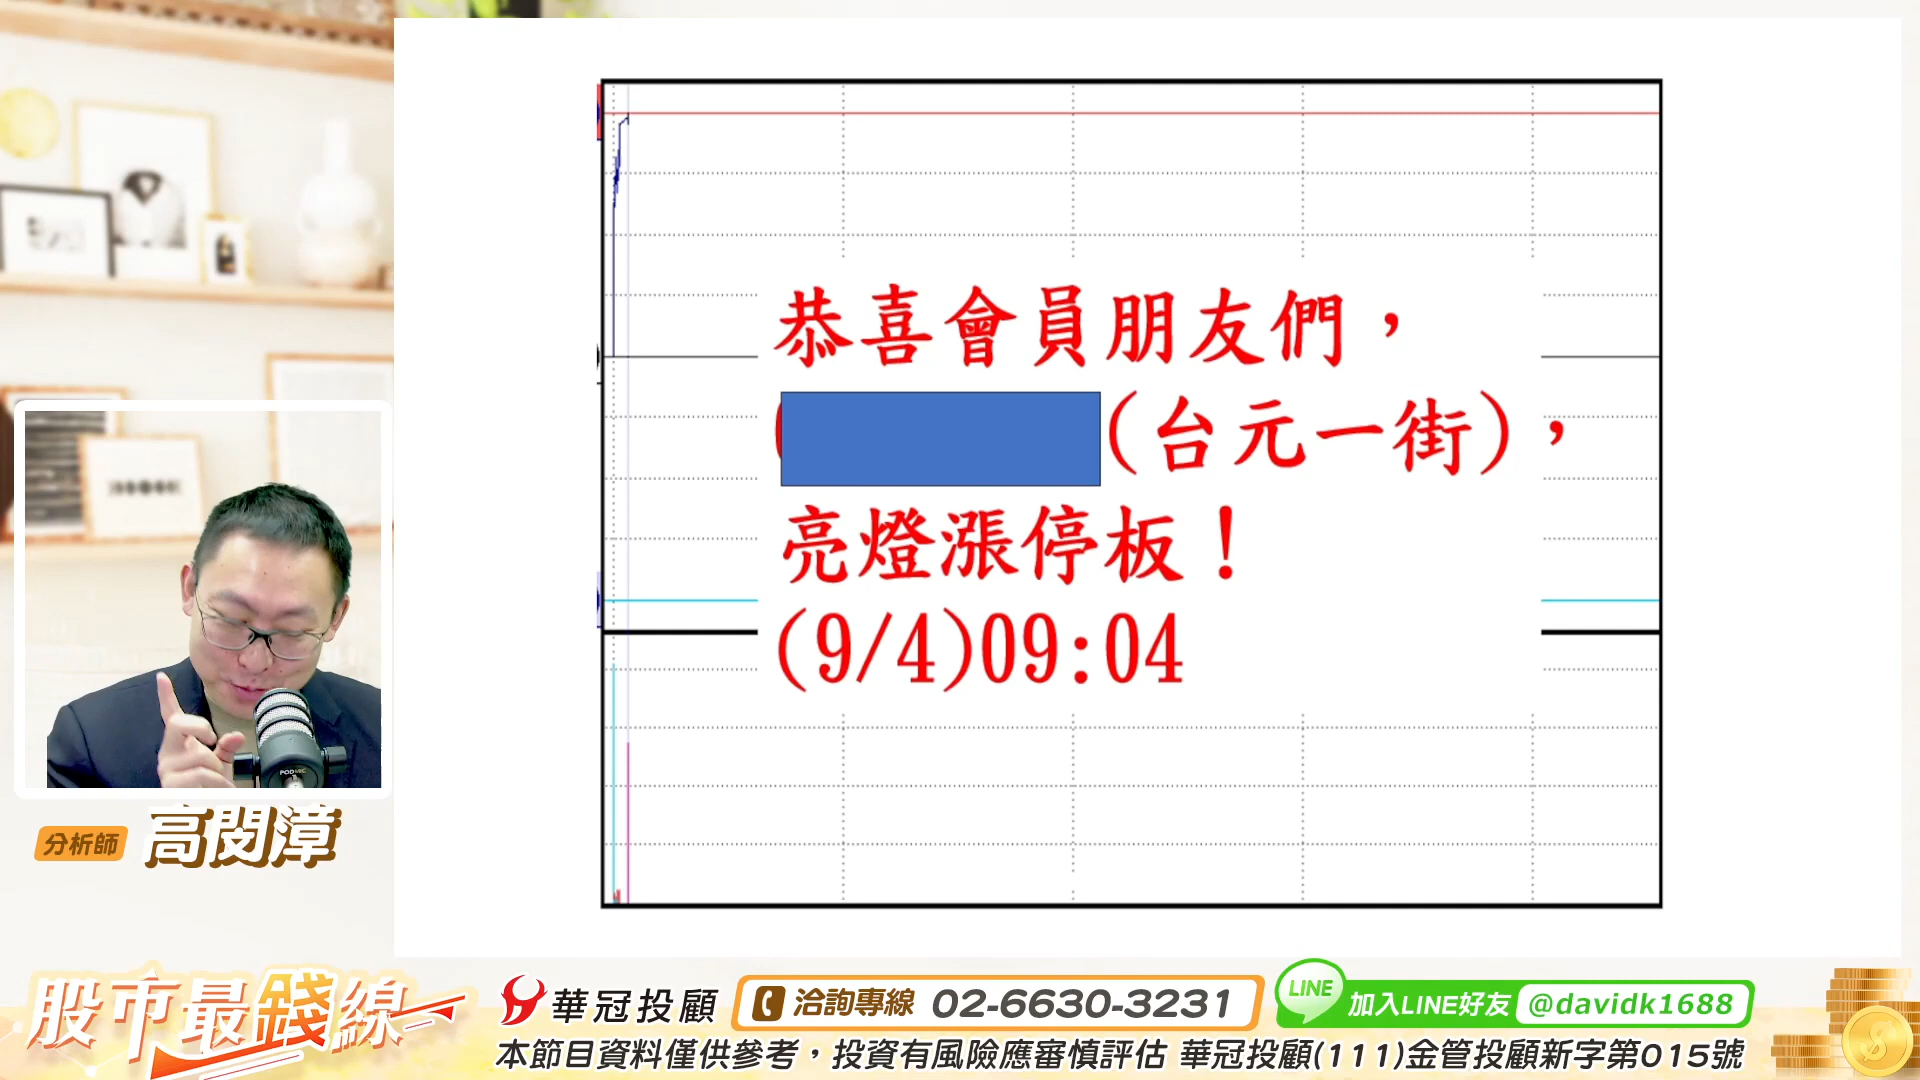 恭喜會員朋友們，
(台元一街)，
亮燈漲停板！
(9/4)09:04
分析師 高閔漳
股市最錢線
華冠投顧 洽詢專線 02-6630-3231 LINE 加入LINE好友 @davidk1688
本節目資料僅供參考，投資有風險應審慎評估 華冠投顧(111)金管投顧新字第015號
PODMIC